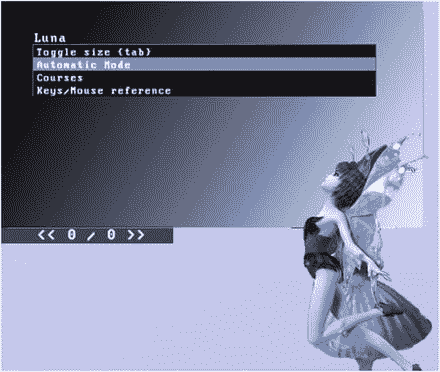 Luna
Toggle size {tab}
Automatic Mode
Courses
Keys/Mouse reference
<< 0 / 0 >>